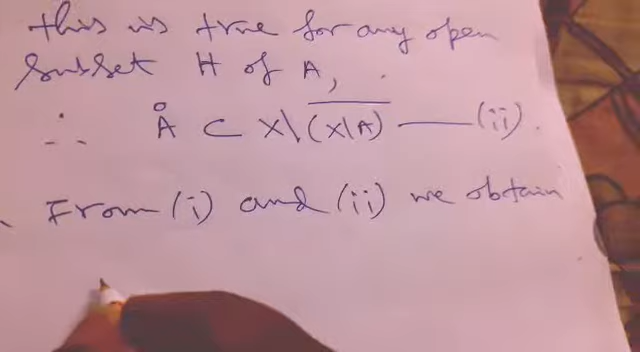 this is true for any open
subset H of A,
∴ Å ⊂ X\(X\A)‾ —— (ii).
From (i) and (ii) we obtain